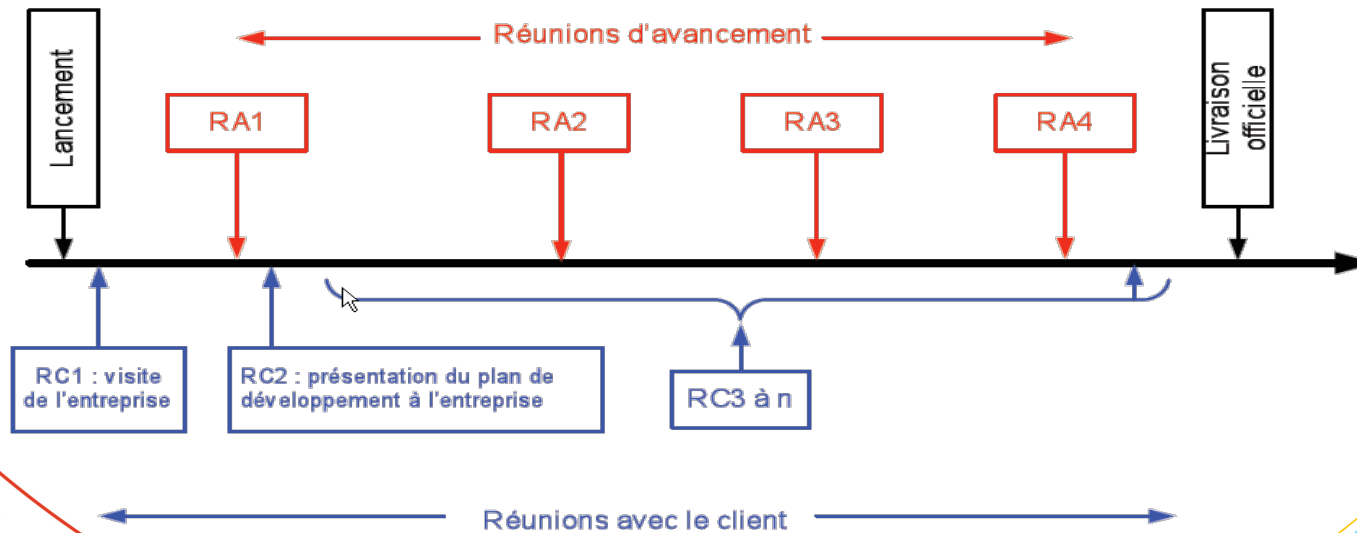 Réunions d'avancement
Lancement
RA1
RA2
RA3
RA4
Livraison
officielle
RC1 : visite
de l'entreprise
RC2 : présentation du plan de
développement à l'entreprise
RC3 à n
Réunions avec le client